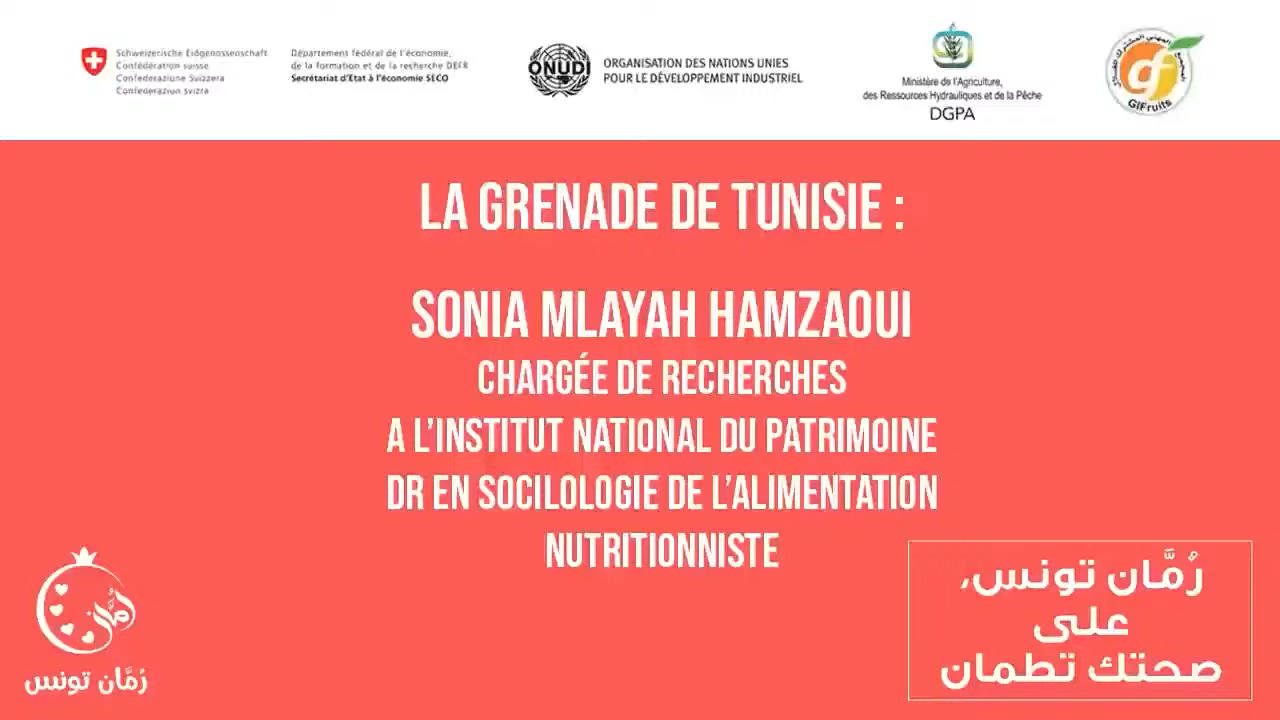 Schweizerische Eidgenossenschaft
Confédération suisse
Confederazione Svizzera
Confederaziun svizra
Département fédéral de l'économie,
de la formation et de la recherche DEFR
Secrétariat d'Etat à l'économie SECO
ONUDI
ORGANISATION DES NATIONS UNIES
POUR LE DÉVELOPPEMENT INDUSTRIEL
Ministère de l'Agriculture,
des Ressources Hydrauliques et de la Pêche
DGPA
gf
GIFruits
LA GRENADE DE TUNISIE :
SONIA MLAYAH HAMZAOUI
CHARGÉE DE RECHERCHES
A L'INSTITUT NATIONAL DU PATRIMOINE
DR EN SOCILOLOGIE DE L'ALIMENTATION
NUTRITIONNISTE
رُمَّان تونس
رُمَّان تونس،
على
صحتك تطمان